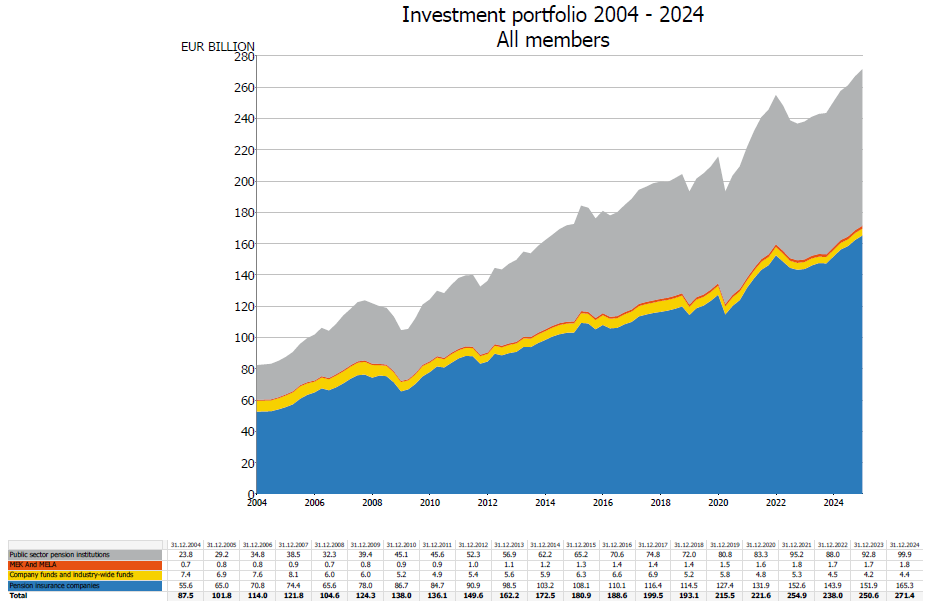 Investment portfolio 2004 - 2024
All members
EUR BILLION
280
260
240
220
200
180
160
140
120
100
80
60
40
20
0
2004 2006 2008 2010 2012 2014 2016 2018 2020 2022 2024
31.12.2004 31.12.2005 31.12.2006 31.12.2007 31.12.2008 31.12.2009 31.12.2010 31.12.2011 31.12.2012 31.12.2013 31.12.2014 31.12.2015 31.12.2016 31.12.2017 31.12.2018 31.12.2019 31.12.2020 31.12.2021 31.12.2022 31.12.2023 31.12.2024
Public sector pension institutions 23.8 29.2 34.8 38.5 32.3 39.4 45.1 45.6 52.3 56.9 62.2 65.2 70.6 74.8 72.0 80.8 83.3 95.2 88.0 92.8 99.9
MEK And MELA 0.7 0.8 0.8 0.9 0.7 0.8 0.9 0.9 1.0 1.1 1.2 1.3 1.4 1.4 1.4 1.5 1.6 1.8 1.7 1.7 1.8
Company funds and industry-wide funds 7.4 6.9 7.6 8.1 6.0 6.0 5.2 4.9 5.4 5.6 5.9 6.3 6.6 6.9 5.2 5.8 4.8 5.3 4.5 4.2 4.4
Pension insurance companies 55.6 65.0 70.8 74.4 65.6 78.0 86.7 84.7 90.9 98.5 103.2 108.1 110.1 116.4 114.5 127.4 131.9 152.6 143.9 151.9 165.3
Total 87.5 101.8 114.0 121.8 104.6 124.3 138.0 136.1 149.6 162.2 172.5 180.9 188.6 199.5 193.1 215.5 221.6 254.9 238.0 250.6 271.4